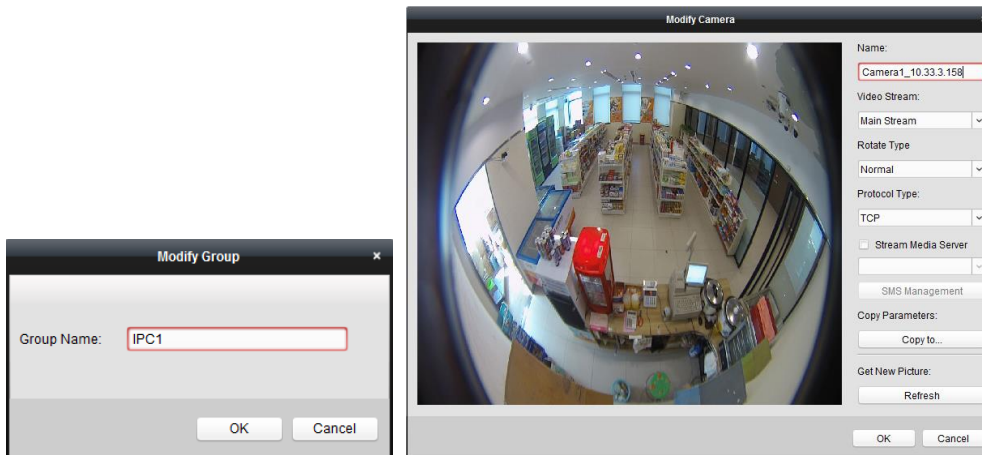 Modify Group
×
Group Name:
IPC1
OK
Cancel
Modify Camera
Name:
Camera1_10.33.3.158
Video Stream:
Main Stream
Rotate Type
Normal
Protocol Type:
TCP
Stream Media Server
SMS Management
Copy Parameters:
Copy to...
Get New Picture:
Refresh
OK
Cancel